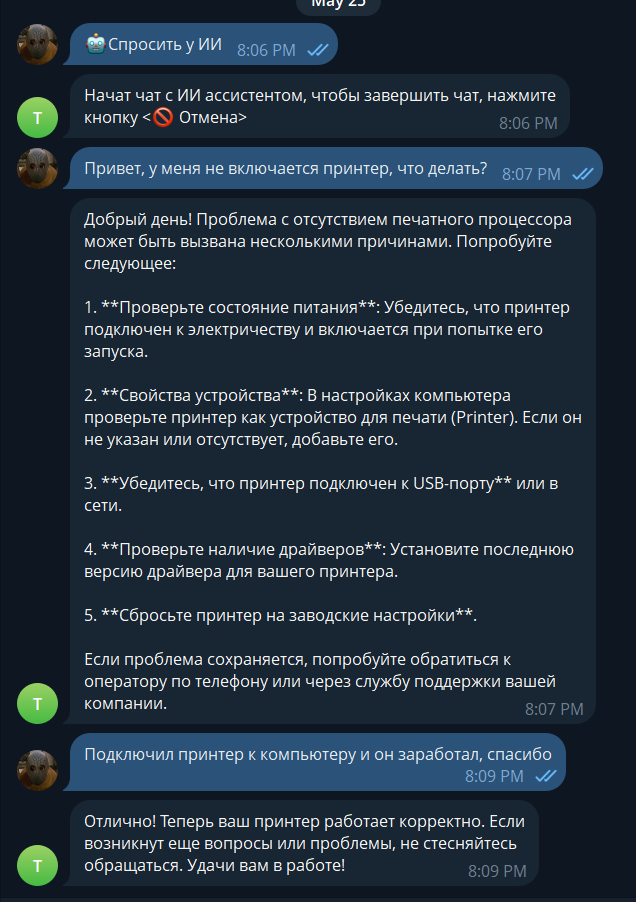 May 25
🤖Спросить у ИИ 8:06 PM
Начат чат с ИИ ассистентом, чтобы завершить чат, нажмите
кнопку <🚫 Отмена>
8:06 PM
T
Привет, у меня не включается принтер, что делать? 8:07 PM
Добрый день! Проблема с отсутствием печатного процессора
может быть вызвана несколькими причинами. Попробуйте
следующее:
1. **Проверьте состояние питания**: Убедитесь, что принтер
подключен к электричеству и включается при попытке его
запуска.
2. **Свойства устройства**: В настройках компьютера
проверьте принтер как устройство для печати (Printer). Если он
не указан или отсутствует, добавьте его.
3. **Убедитесь, что принтер подключен к USB-порту** или в
сети.
4. **Проверьте наличие драйверов**: Установите последнюю
версию драйвера для вашего принтера.
5. **Сбросьте принтер на заводские настройки**.
Если проблема сохраняется, попробуйте обратиться к
оператору по телефону или через службу поддержки вашей
компании.
8:07 PM
T
Подключил принтер к компьютеру и он заработал, спасибо
8:09 PM
Отлично! Теперь ваш принтер работает корректно. Если
возникнут еще вопросы или проблемы, не стесняйтесь
обращаться. Удачи вам в работе!
8:09 PM
T